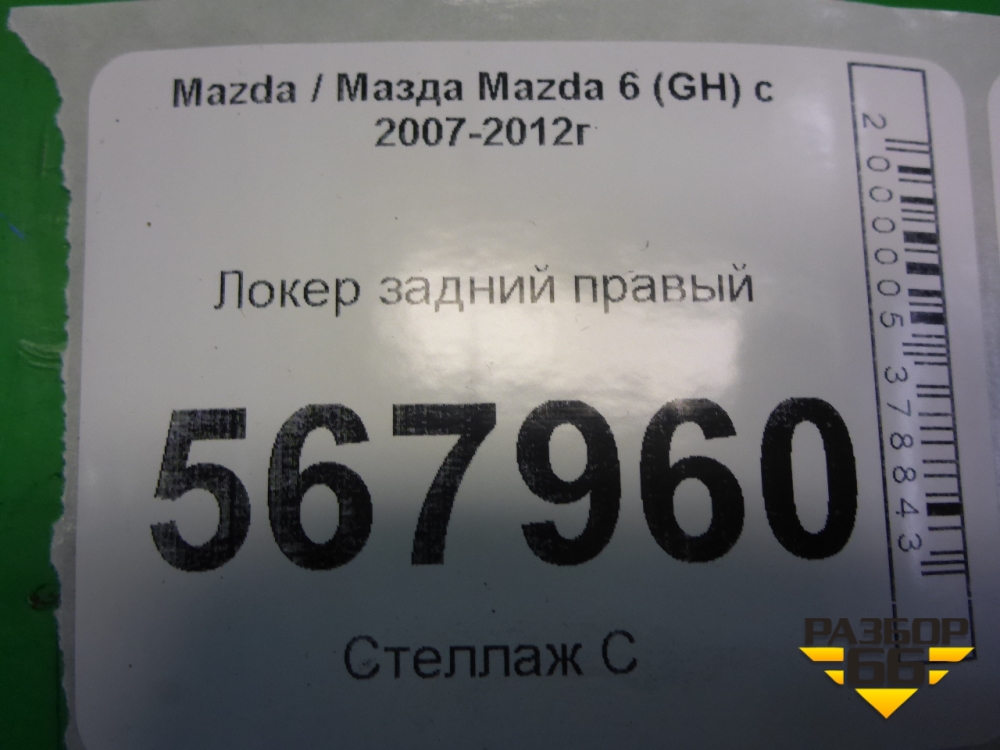 Mazda / Мазда Mazda 6 (GH) с
2007-2012г
Локер задний правый
567960
Стеллаж С
2000005378843
РАЗБОР
66